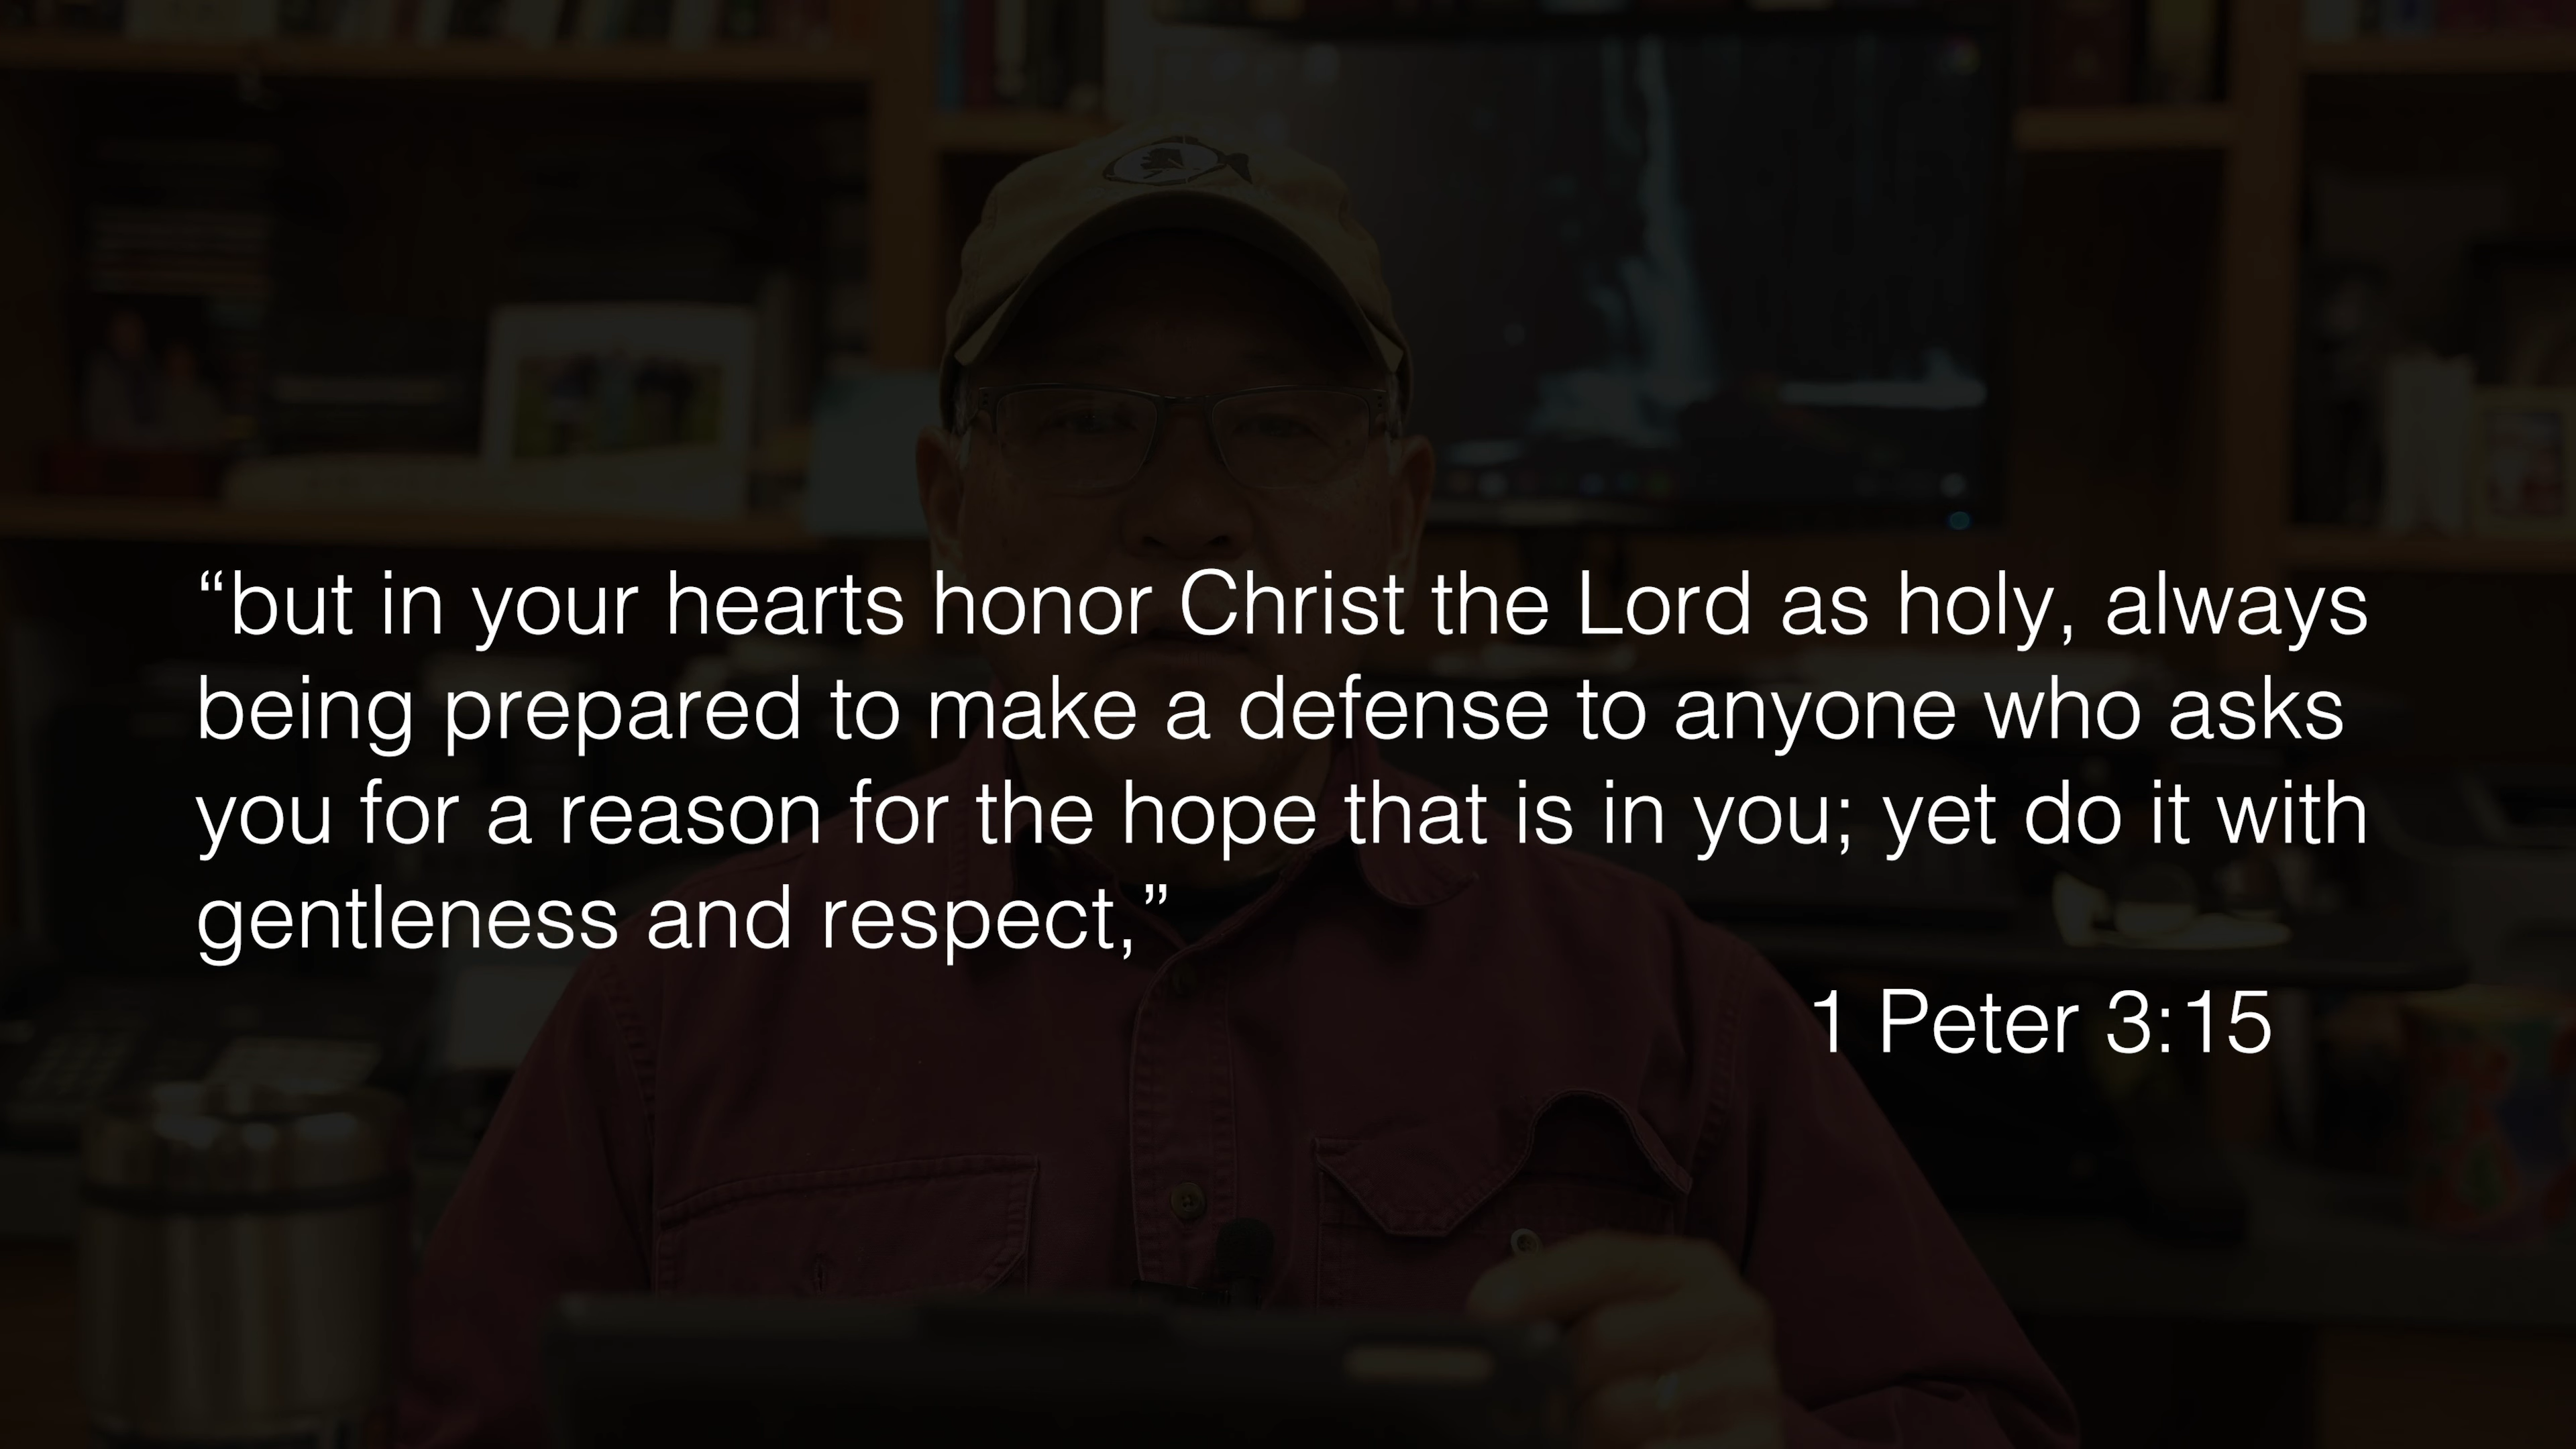 “but in your hearts honor Christ the Lord as holy, always
being prepared to make a defense to anyone who asks
you for a reason for the hope that is in you; yet do it with
gentleness and respect,”
1 Peter 3:15